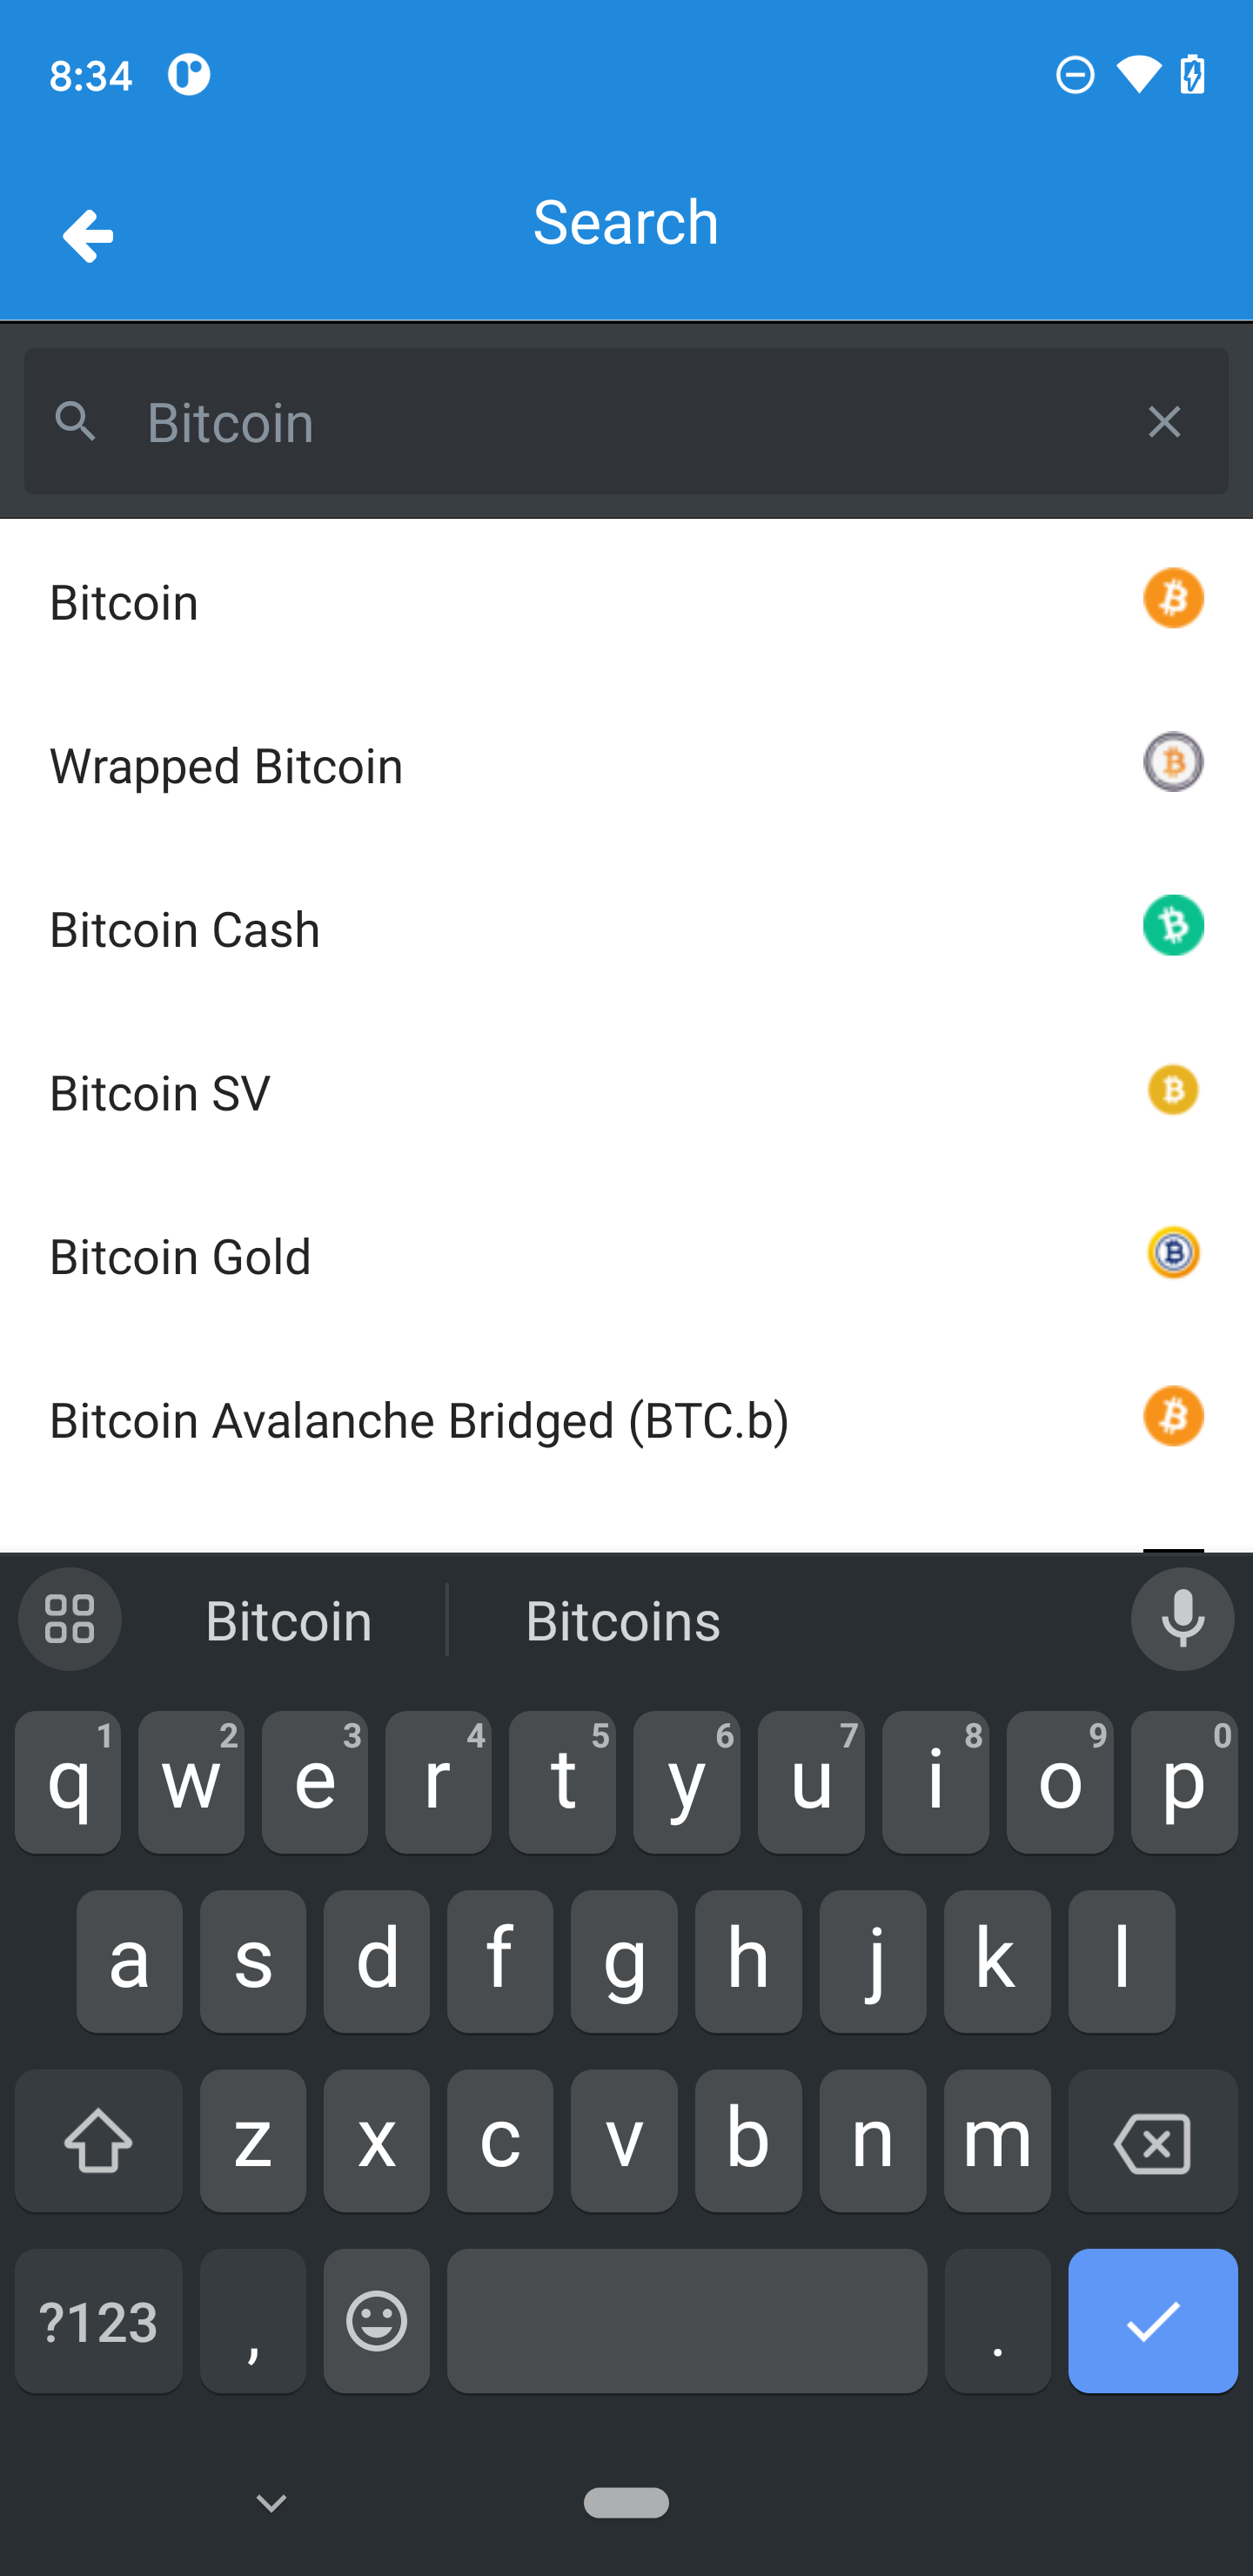 8:34
Search
Bitcoin
Bitcoin
Wrapped Bitcoin
Bitcoin Cash
Bitcoin SV
Bitcoin Gold
Bitcoin Avalanche Bridged (BTC.b)
Bitcoin Bitcoins
1 2 3 4 5 6 7 8 9 0
q w e r t y u i o p
a s d f g h j k l
z x c v b n m
?123 , .